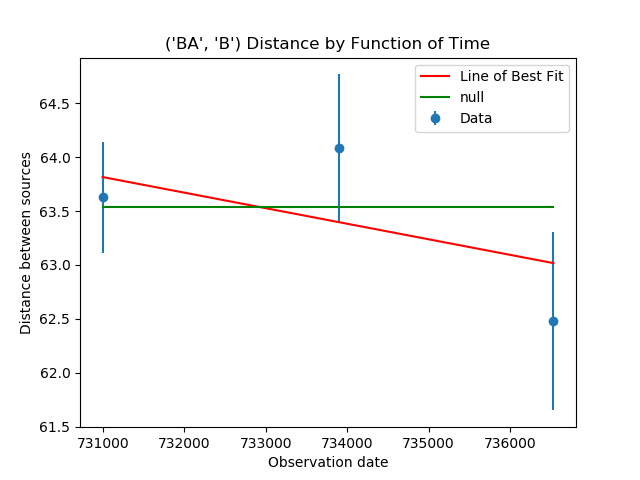 ('BA', 'B') Distance by Function of Time
Line of Best Fit
null
Data
Distance between sources
64.5
64.0
63.5
63.0
62.5
62.0
61.5
731000 732000 733000 734000 735000 736000
Observation date